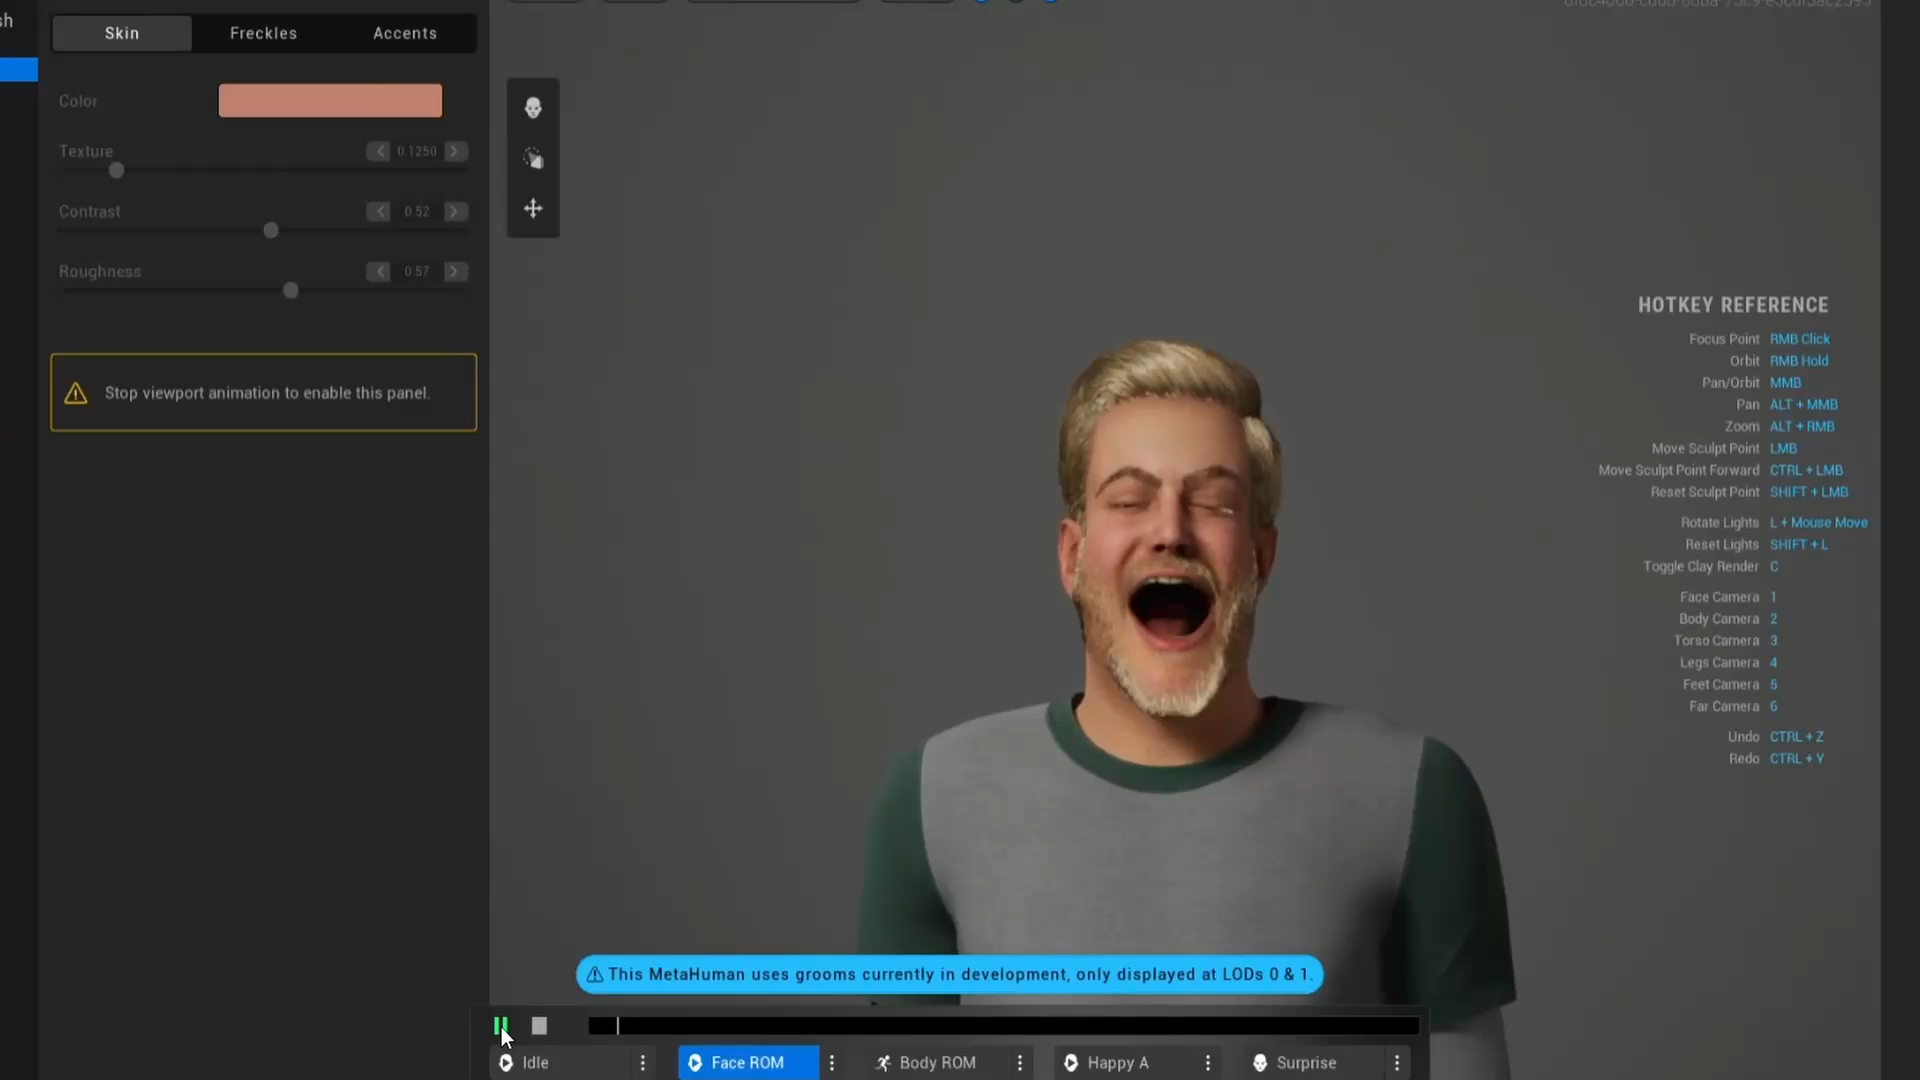 sh
Skin
Freckles
Accents
Color
Texture
0.1250
Contrast
0.52
Roughness
0.57
Stop viewport animation to enable this panel.
HOTKEY REFERENCE
Focus Point RMB Click
Orbit RMB Hold
Pan/Orbit MMB
Pan ALT + MMB
Zoom ALT + RMB
Move Sculpt Point LMB
Move Sculpt Point Forward CTRL + LMB
Reset Sculpt Point SHIFT + LMB
Rotate Lights L + Mouse Move
Reset Lights SHIFT + L
Toggle Clay Render C
Face Camera 1
Body Camera 2
Torso Camera 3
Legs Camera 4
Feet Camera 5
Far Camera 6
Undo CTRL + Z
Redo CTRL + Y
This MetaHuman uses grooms currently in development, only displayed at LODs 0 & 1.
Idle
Face ROM
Body ROM
Happy A
Surprise